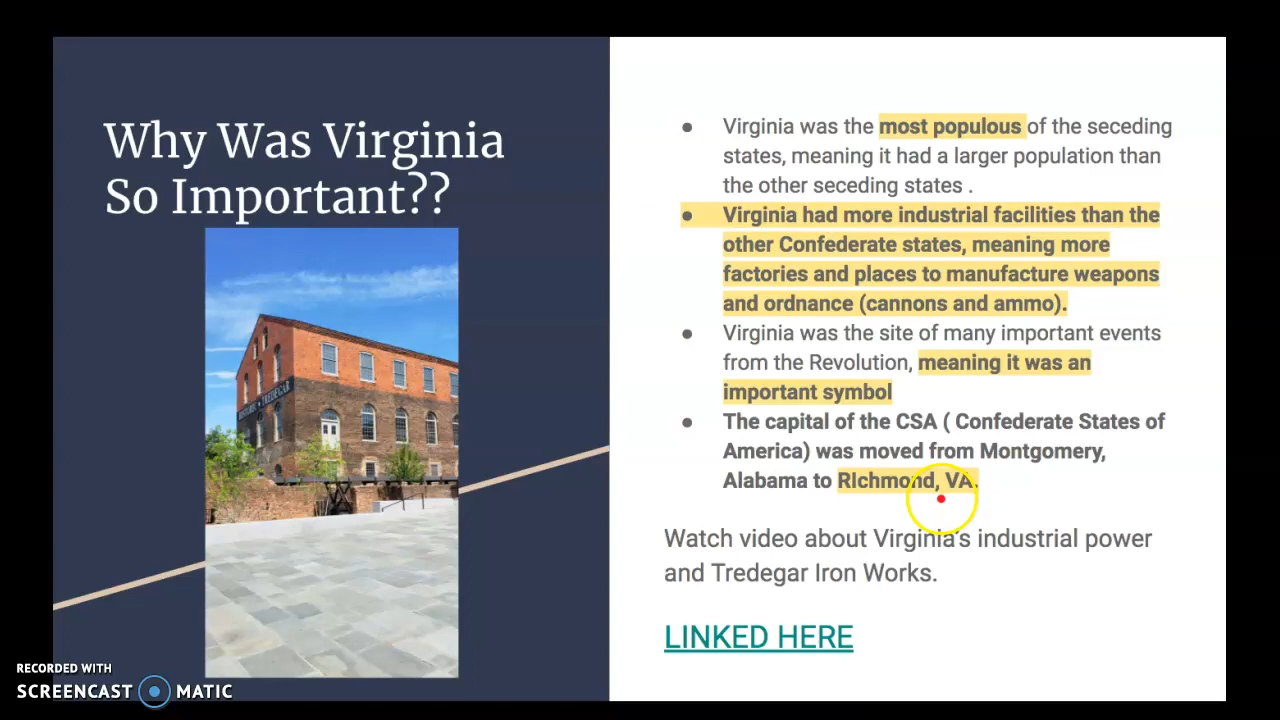 Why Was Virginia
So Important??
TREDEGAR
● Virginia was the most populous of the seceding
states, meaning it had a larger population than
the other seceding states .
● Virginia had more industrial facilities than the
other Confederate states, meaning more
factories and places to manufacture weapons
and ordnance (cannons and ammo).
● Virginia was the site of many important events
from the Revolution, meaning it was an
important symbol
● The capital of the CSA ( Confederate States of
America) was moved from Montgomery,
Alabama to RIchmond, VA.
Watch video about Virginia's industrial power
and Tredegar Iron Works.
LINKED HERE
RECORDED WITH
SCREENCAST MATIC